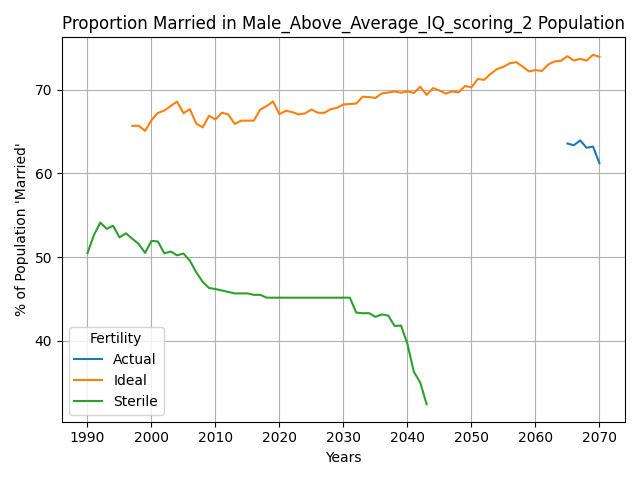 Proportion Married in Male_Above_Average_IQ_scoring_2 Population
% of Population 'Married'
70
60
50
40
Fertility
Actual
Ideal
Sterile
1990 2000 2010 2020 2030 2040 2050 2060 2070
Years